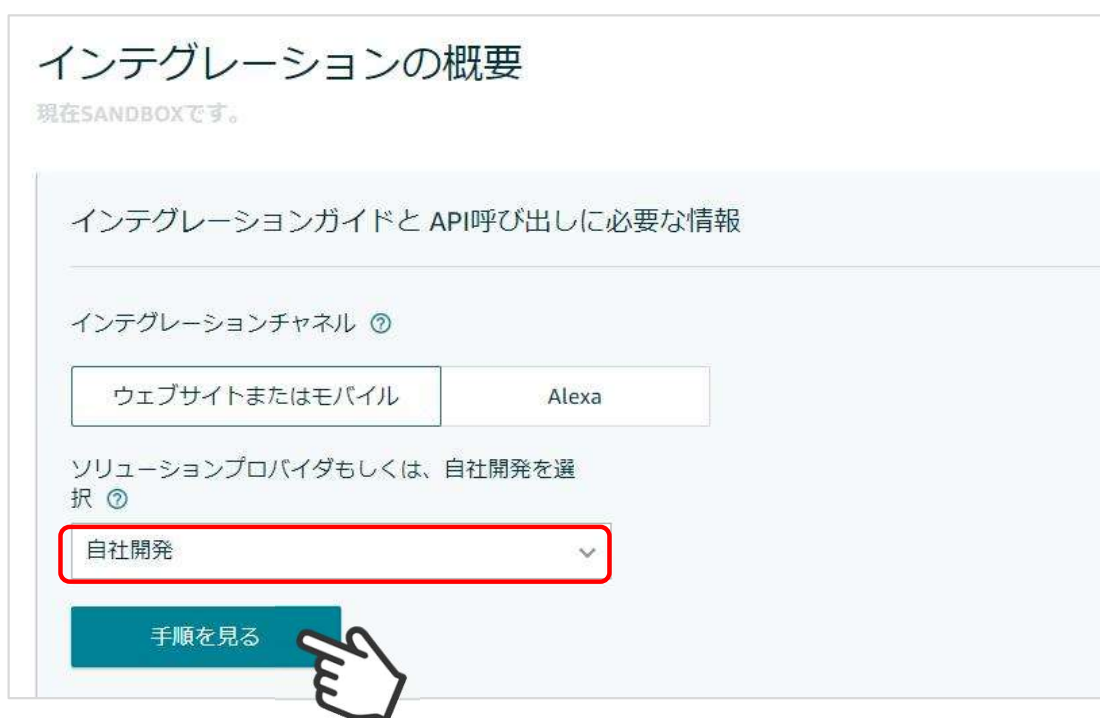 インテグレーションの概要
現在SANDBOXです。
インテグレーションガイドと API呼び出しに必要な情報
インテグレーションチャネル
ウェブサイトまたはモバイル
Alexa
ソリューションプロバイダもしくは、自社開発を選
択
自社開発
手順を見る